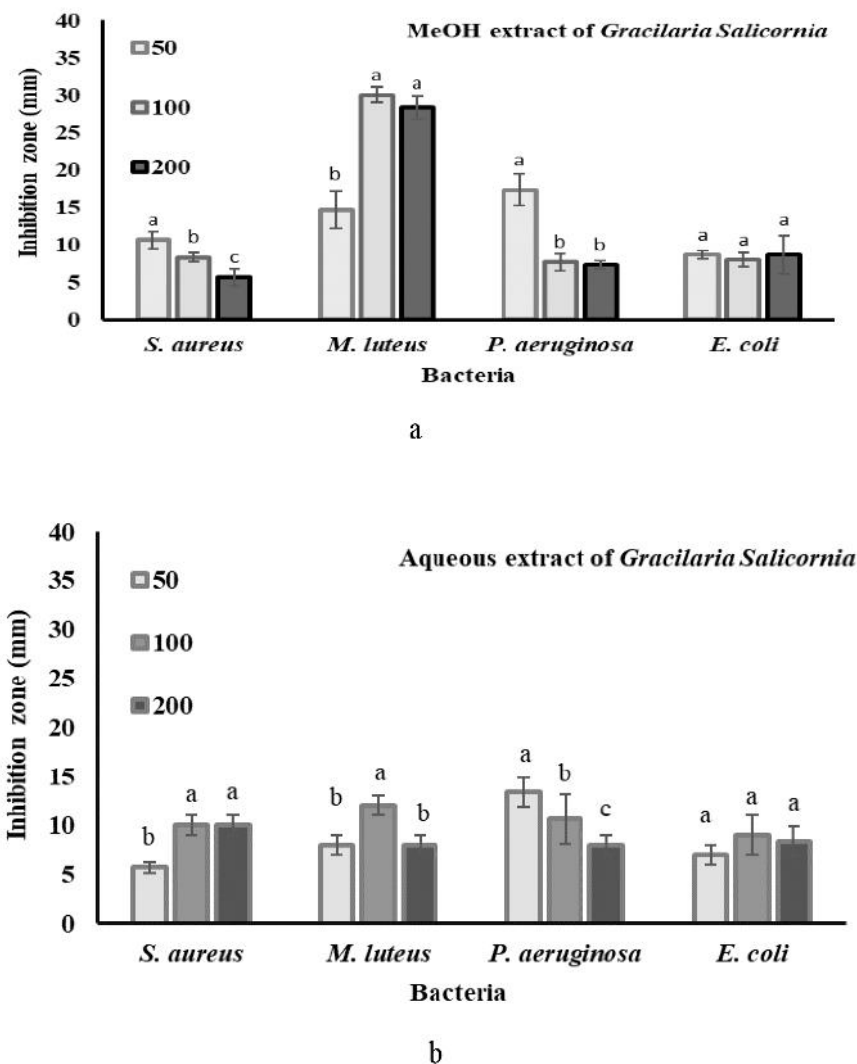 MeOH extract of Gracilaria Salicornia
40
35
30
25
20
15
10
5
0
Inhibition zone (mm)
50
100
200
a b c
b a a
a b b
a a a
S. aureus M. luteus P. aeruginosa E. coli
Bacteria
a
Aqueous extract of Gracilaria Salicornia
40
35
30
25
20
15
10
5
0
Inhibition zone (mm)
50
100
200
b a a
b a b
a b c
a a a
S. aureus M. luteus P. aeruginosa E. coli
Bacteria
b